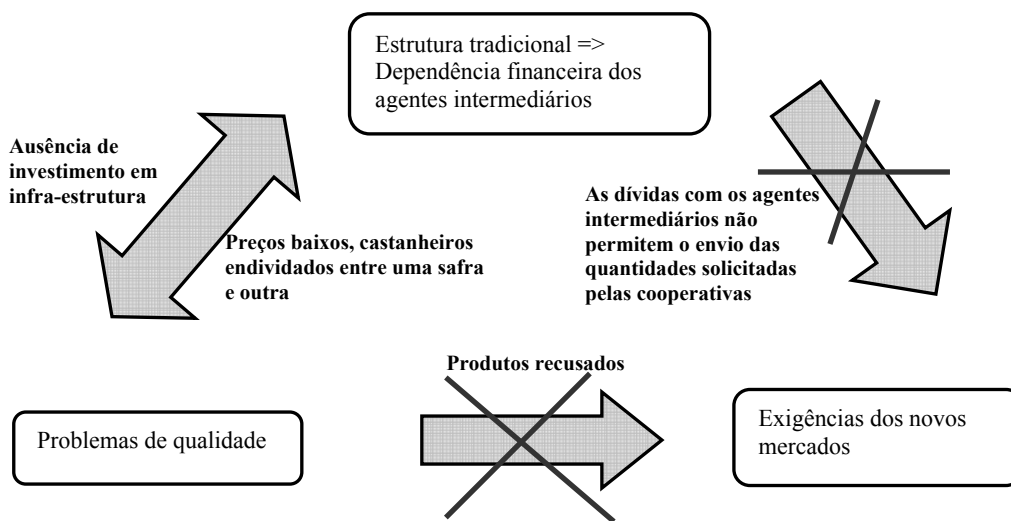 Estrutura tradicional =>
Dependência financeira dos
agentes intermediários
Ausência de
investimento em
infra-estrutura
Preços baixos, castanheiros
endividados entre uma safra
e outra
As dívidas com os agentes
intermediários não
permitem o envio das
quantidades solicitadas
pelas cooperativas
Produtos recusados
Problemas de qualidade
Exigências dos novos
mercados